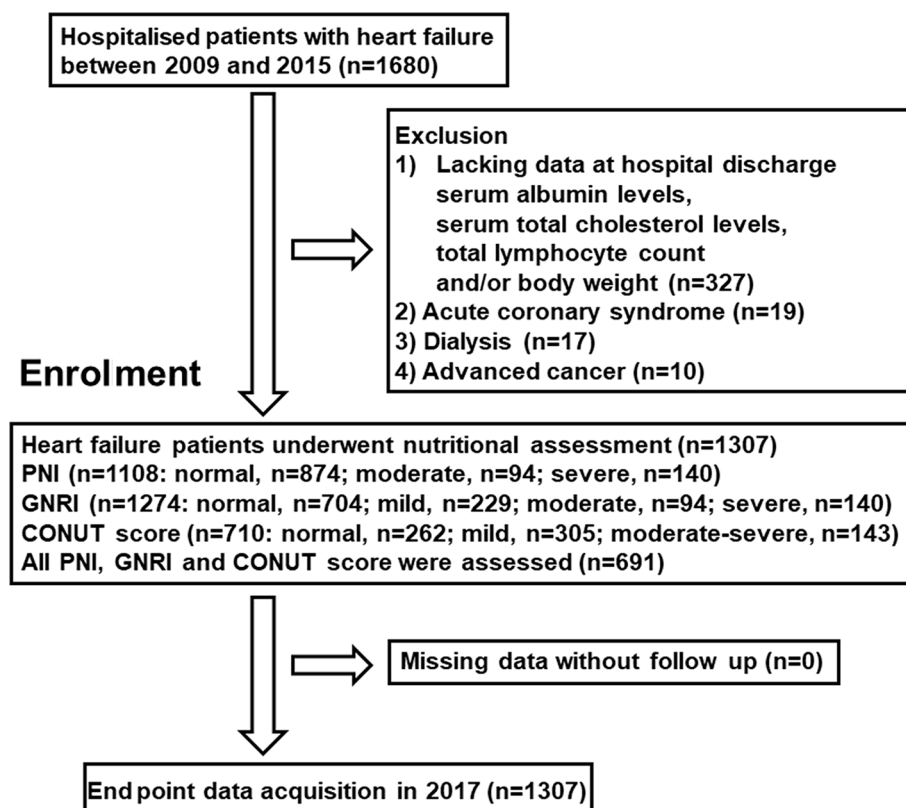 Hospitalised patients with heart failure
between 2009 and 2015 (n=1680)
Exclusion
1) Lacking data at hospital discharge
serum albumin levels,
serum total cholesterol levels,
total lymphocyte count
and/or body weight (n=327)
2) Acute coronary syndrome (n=19)
3) Dialysis (n=17)
4) Advanced cancer (n=10)
Enrolment
Heart failure patients underwent nutritional assessment (n=1307)
PNI (n=1108: normal, n=874; moderate, n=94; severe, n=140)
GNRI (n=1274: normal, n=704; mild, n=229; moderate, n=94; severe, n=140)
CONUT score (n=710: normal, n=262; mild, n=305; moderate-severe, n=143)
All PNI, GNRI and CONUT score were assessed (n=691)
Missing data without follow up (n=0)
End point data acquisition in 2017 (n=1307)